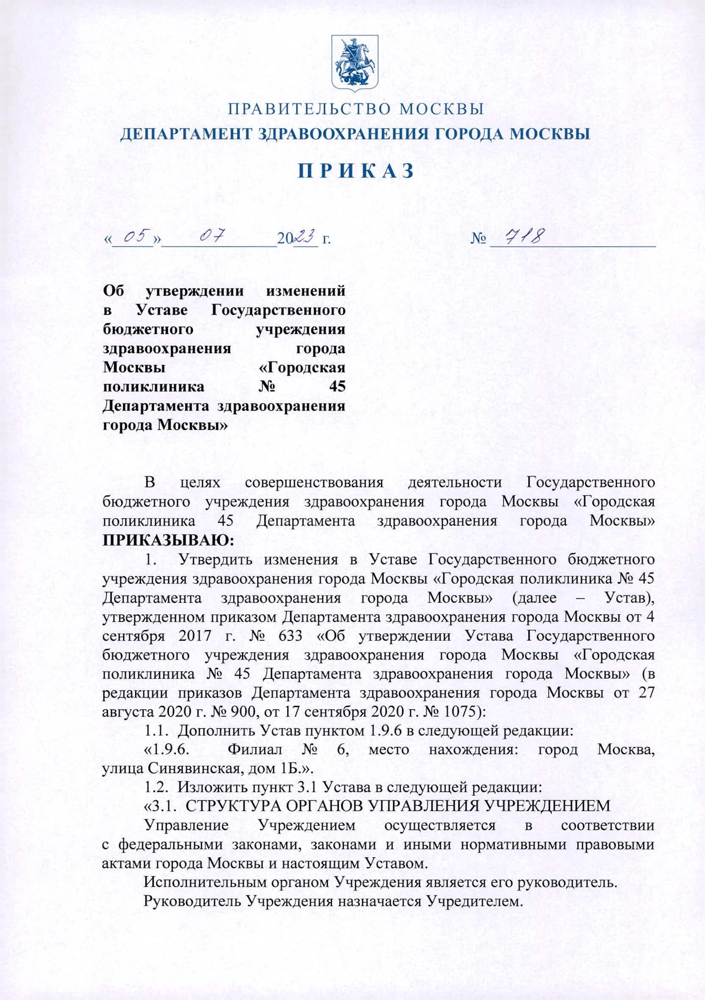 ПРАВИТЕЛЬСТВО МОСКВЫ
ДЕПАРТАМЕНТ ЗДРАВООХРАНЕНИЯ ГОРОДА МОСКВЫ
ПРИКАЗ
« 05 » 07 2023 г. № 718
Об утверждении изменений
в Уставе Государственного
бюджетного учреждения
здравоохранения города
Москвы «Городская
поликлиника № 45
Департамента здравоохранения
города Москвы»
В целях совершенствования деятельности Государственного
бюджетного учреждения здравоохранения города Москвы «Городская
поликлиника 45 Департамента здравоохранения города Москвы»
ПРИКАЗЫВАЮ:
1. Утвердить изменения в Уставе Государственного бюджетного
учреждения здравоохранения города Москвы «Городская поликлиника № 45
Департамента здравоохранения города Москвы» (далее – Устав),
утвержденном приказом Департамента здравоохранения города Москвы от 4
сентября 2017 г. № 633 «Об утверждении Устава Государственного
бюджетного учреждения здравоохранения города Москвы «Городская
поликлиника № 45 Департамента здравоохранения города Москвы» (в
редакции приказов Департамента здравоохранения города Москвы от 27
августа 2020 г. № 900, от 17 сентября 2020 г. № 1075):
1.1. Дополнить Устав пунктом 1.9.6 в следующей редакции:
«1.9.6. Филиал № 6, место нахождения: город Москва,
улица Синявинская, дом 1Б.».
1.2. Изложить пункт 3.1 Устава в следующей редакции:
«3.1. СТРУКТУРА ОРГАНОВ УПРАВЛЕНИЯ УЧРЕЖДЕНИЕМ
Управление Учреждением осуществляется в соответствии
с федеральными законами, законами и иными нормативными правовыми
актами города Москвы и настоящим Уставом.
Исполнительным органом Учреждения является его руководитель.
Руководитель Учреждения назначается Учредителем.